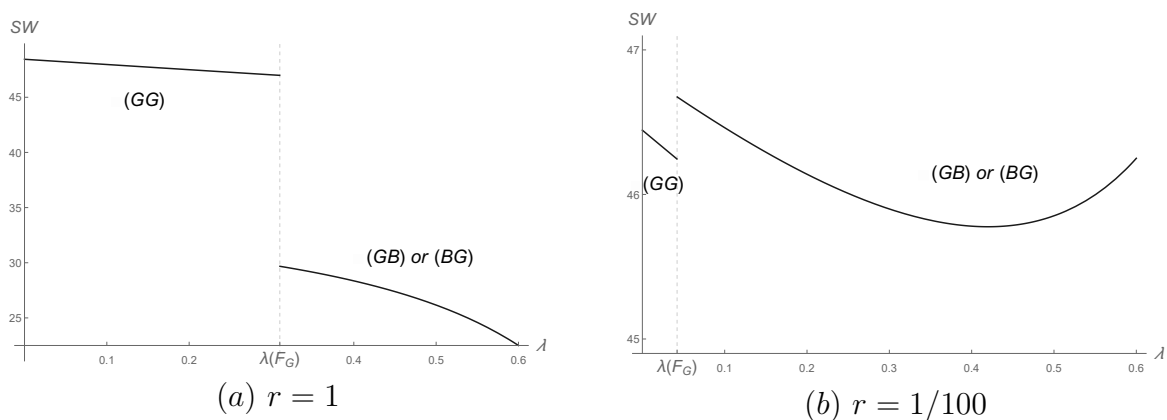 SW
45
40
35
30
25
(GG)
(GB) or (BG)
0.1
0.2
λ(F_G)
0.4
0.5
0.6
λ
(a) r = 1
SW
47
46
45
(GG)
(GB) or (BG)
λ(F_G)
0.1
0.2
0.3
0.4
0.5
0.6
λ
(b) r = 1/100